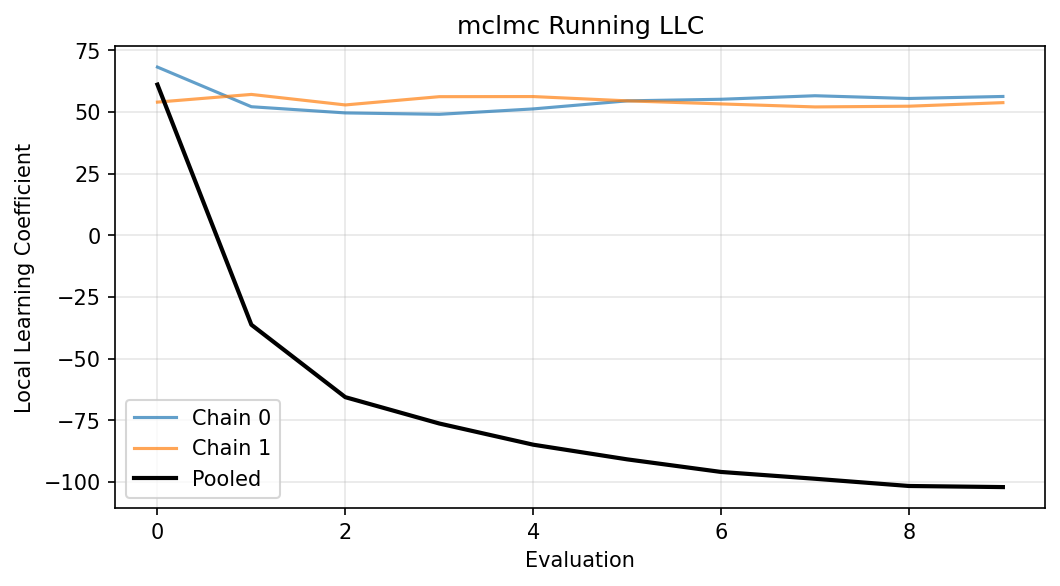 mclmc Running LLC
Local Learning Coefficient
75
50
25
0
−25
−50
−75
−100
Chain 0
Chain 1
Pooled
0 2 4 6 8
Evaluation